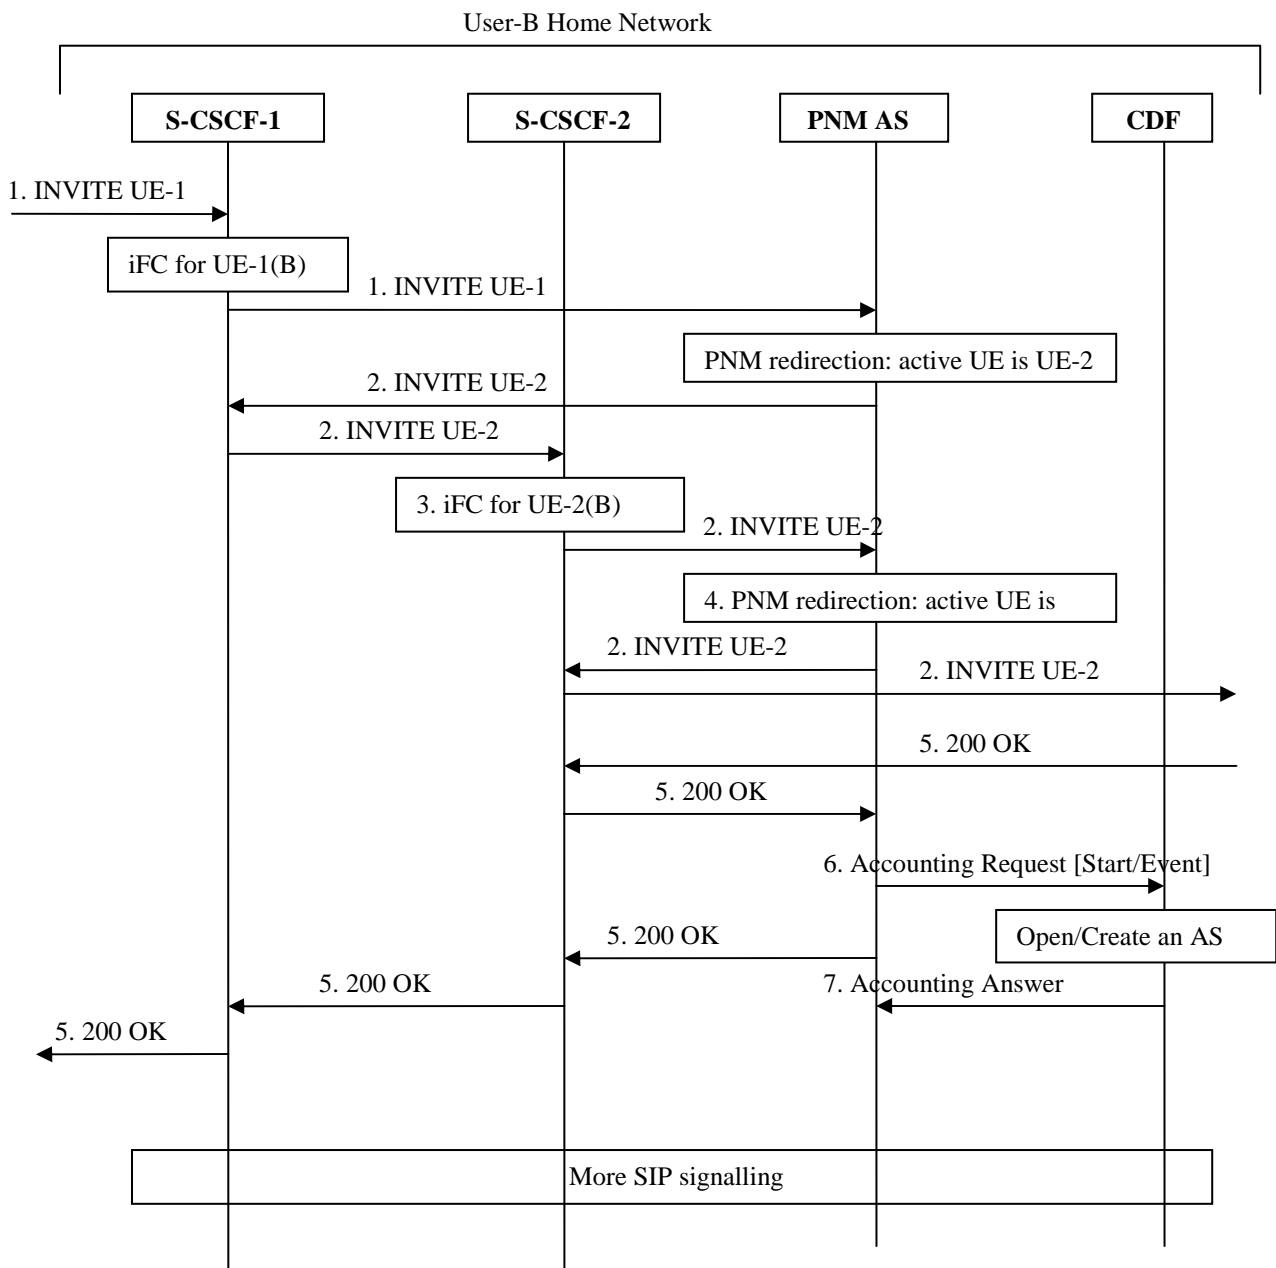 User-B Home Network
S-CSCF-1
S-CSCF-2
PNM AS
CDF
1. INVITE UE-1
iFC for UE-1(B)
1. INVITE UE-1
PNM redirection: active UE is UE-2
2. INVITE UE-2
2. INVITE UE-2
3. iFC for UE-2(B)
2. INVITE UE-2
4. PNM redirection: active UE is
2. INVITE UE-2
2. INVITE UE-2
5. 200 OK
5. 200 OK
6. Accounting Request [Start/Event]
Open/Create an AS
5. 200 OK
7. Accounting Answer
5. 200 OK
5. 200 OK
More SIP signalling